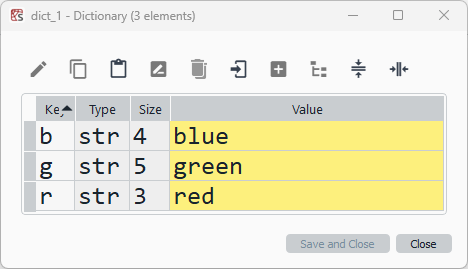 dict_1 - Dictionary (3 elements)
Key Type Size Value
b str 4 blue
g str 5 green
r str 3 red
Save and Close Close